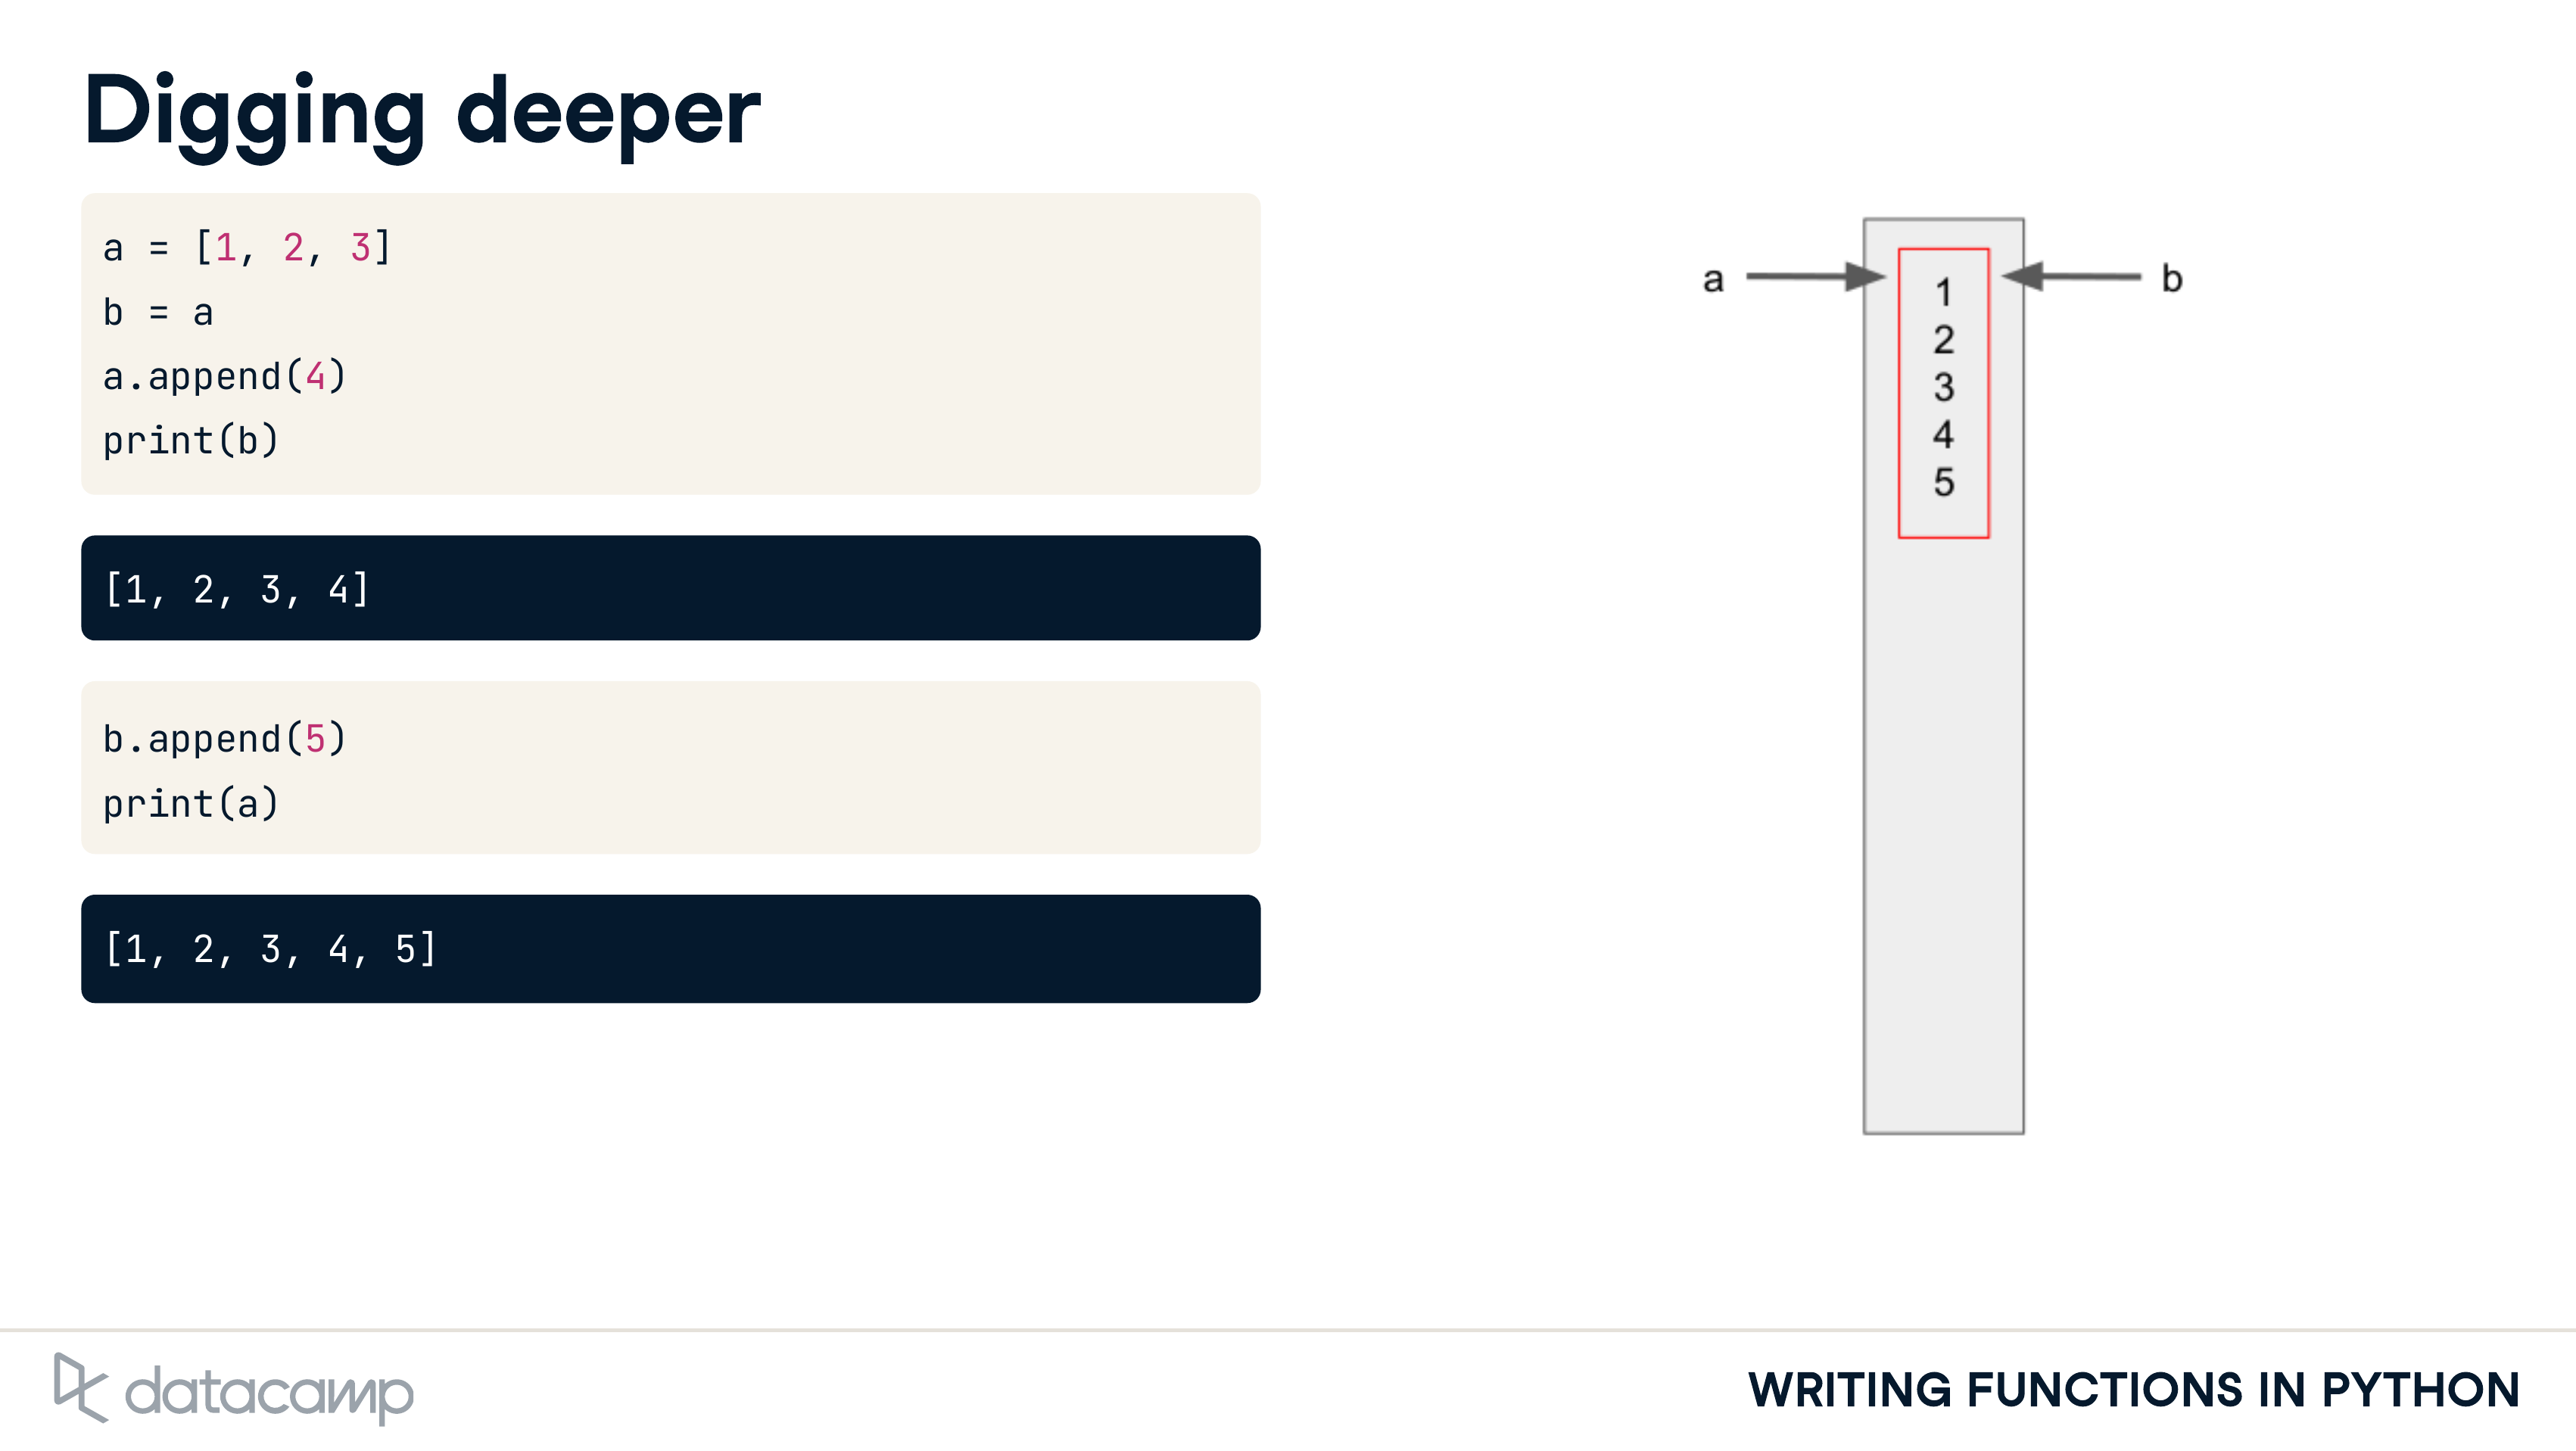 Digging deeper
a = [1, 2, 3]
b = a
a.append(4)
print(b)
[1, 2, 3, 4]
b.append(5)
print(a)
[1, 2, 3, 4, 5]
a
1
2
3
4
5
b
datacamp
WRITING FUNCTIONS IN PYTHON